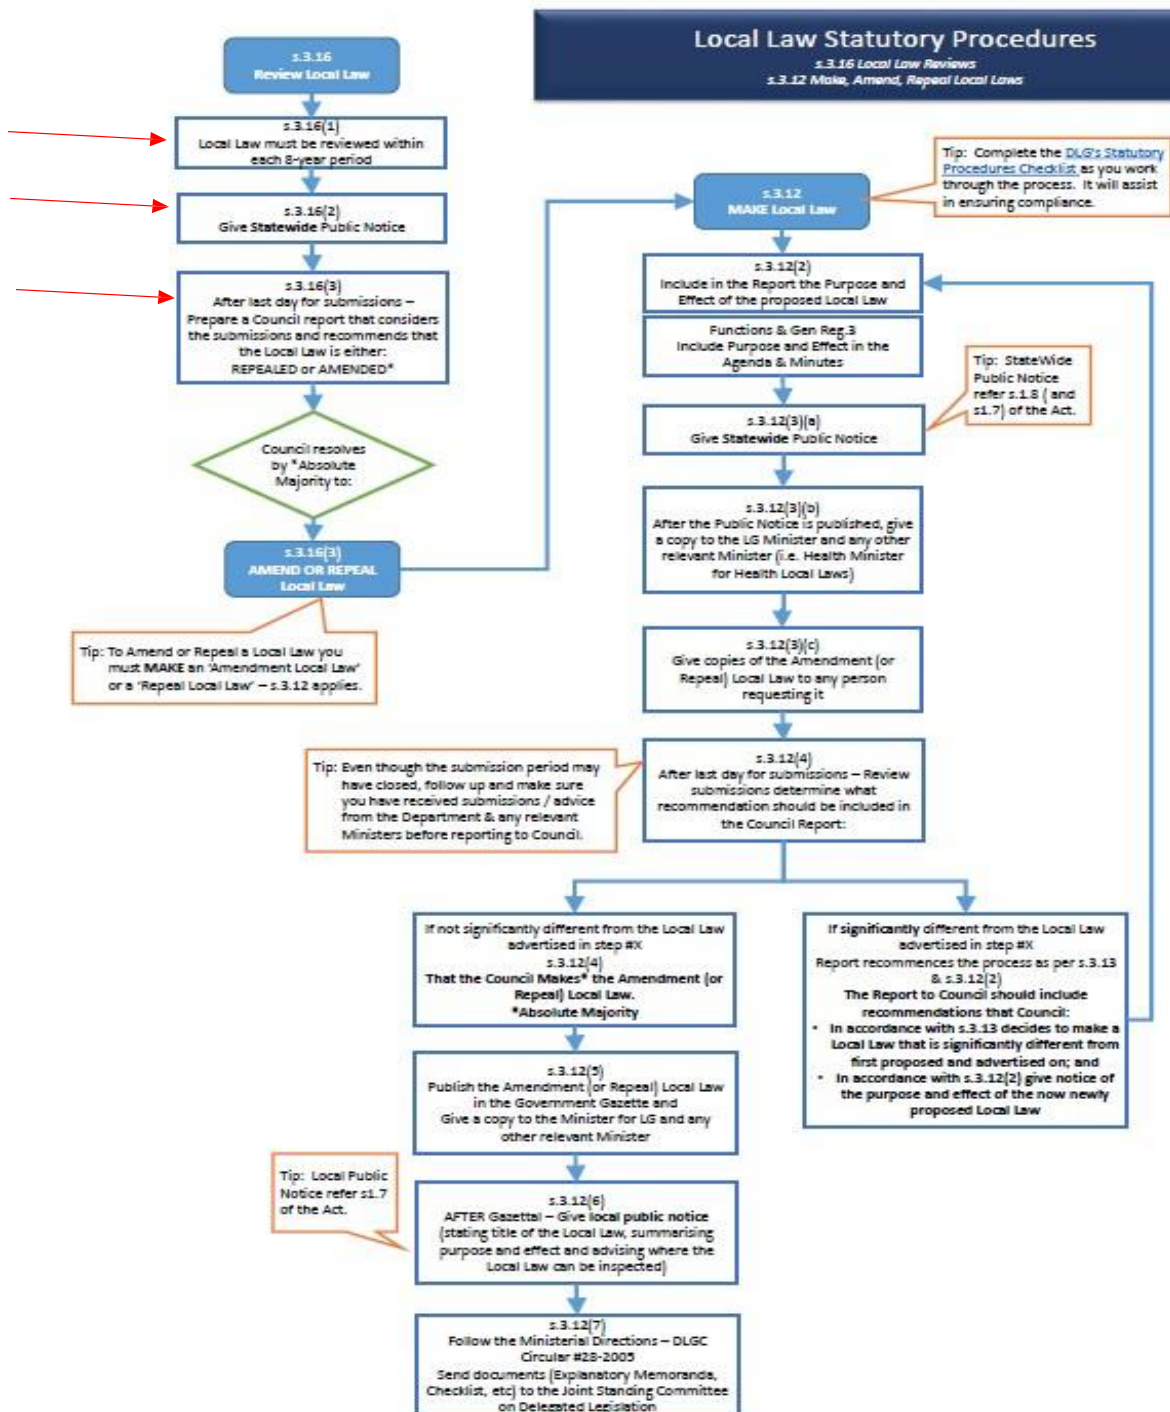 Local Law Statutory Procedures
s.3.16 Local Law Reviews
s.3.12 Make, Amend, Repeal Local Laws
s.3.16
Review Local Law
s.3.16(1)
Local Law must be reviewed within
each 8-year period
s.3.16(2)
Give Statewide Public Notice
s.3.16(3)
After last day for submissions –
Prepare a Council report that considers
the submissions and recommends that
the Local Law is either:
REPEALED or AMENDED*
Council resolves
by *Absolute
Majority to:
s.3.16(3)
AMEND OR REPEAL
Local Law
Tip: To Amend or Repeal a Local Law you
must MAKE an 'Amendment Local Law'
or a 'Repeal Local Law' – s.3.12 applies.
s.3.12
MAKE Local Law
Tip: Complete the DLG's Statutory
Procedures Checklist as you work
through the process. It will assist
in ensuring compliance.
s.3.12(2)
Include in the Report the Purpose and
Effect of the proposed Local Law
Functions & Gen Reg.3
Include Purpose and Effect in the
Agenda & Minutes
Tip: StateWide
Public Notice
refer s.1.8 ( and
s1.7) of the Act.
s.3.12(3)(a)
Give Statewide Public Notice
s.3.12(3)(b)
After the Public Notice is published, give
a copy to the LG Minister and any other
relevant Minister (i.e. Health Minister
for Health Local Laws)
s.3.12(3)(c)
Give copies of the Amendment (or
Repeal) Local Law to any person
requesting it
Tip: Even though the submission period may
have closed, follow up and make sure
you have received submissions / advice
from the Department & any relevant
Ministers before reporting to Council.
s.3.12(4)
After last day for submissions – Review
submissions determine what
recommendation should be included in
the Council Report:
If not significantly different from the Local Law
advertised in step #X
s.3.12(4)
That the Council Makes* the Amendment (or
Repeal) Local Law.
*Absolute Majority
If significantly different from the Local Law
advertised in step #X
Report recommences the process as per s.3.13
& s.3.12(2)
The Report to Council should include
recommendations that Council:
• In accordance with s.3.13 decides to make a
Local Law that is significantly different from
first proposed and advertised on; and
• In accordance with s.3.12(2) give notice of
the purpose and effect of the now newly
proposed Local Law
s.3.12(5)
Publish the Amendment (or Repeal) Local Law
in the Government Gazette and
Give a copy to the Minister for LG and any
other relevant Minister
Tip: Local Public
Notice refer s1.7
of the Act.
s.3.12(6)
AFTER Gazettal – Give local public notice
(stating title of the Local Law, summarising
purpose and effect and advising where the
Local Law can be inspected)
s.3.12(7)
Follow the Ministerial Directions – DLGC
Circular #28-2005
Send documents (Explanatory Memoranda,
Checklist, etc) to the Joint Standing Committee
on Delegated Legislation